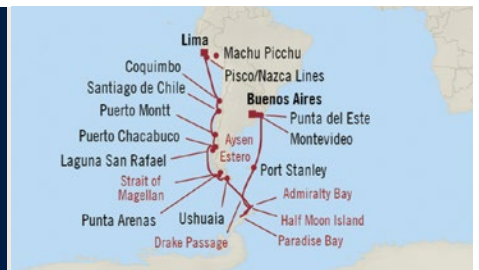 Lima
Machu Picchu
Pisco/Nazca Lines
Coquimbo
Santiago de Chile
Buenos Aires
Puerto Montt
Punta del Este
Montevideo
Puerto Chacabuco
Aysen
Estero
Laguna San Rafael
Port Stanley
Strait of
Magellan
Admiralty Bay
Punta Arenas
Ushuaia
Half Moon Island
Drake Passage
Paradise Bay